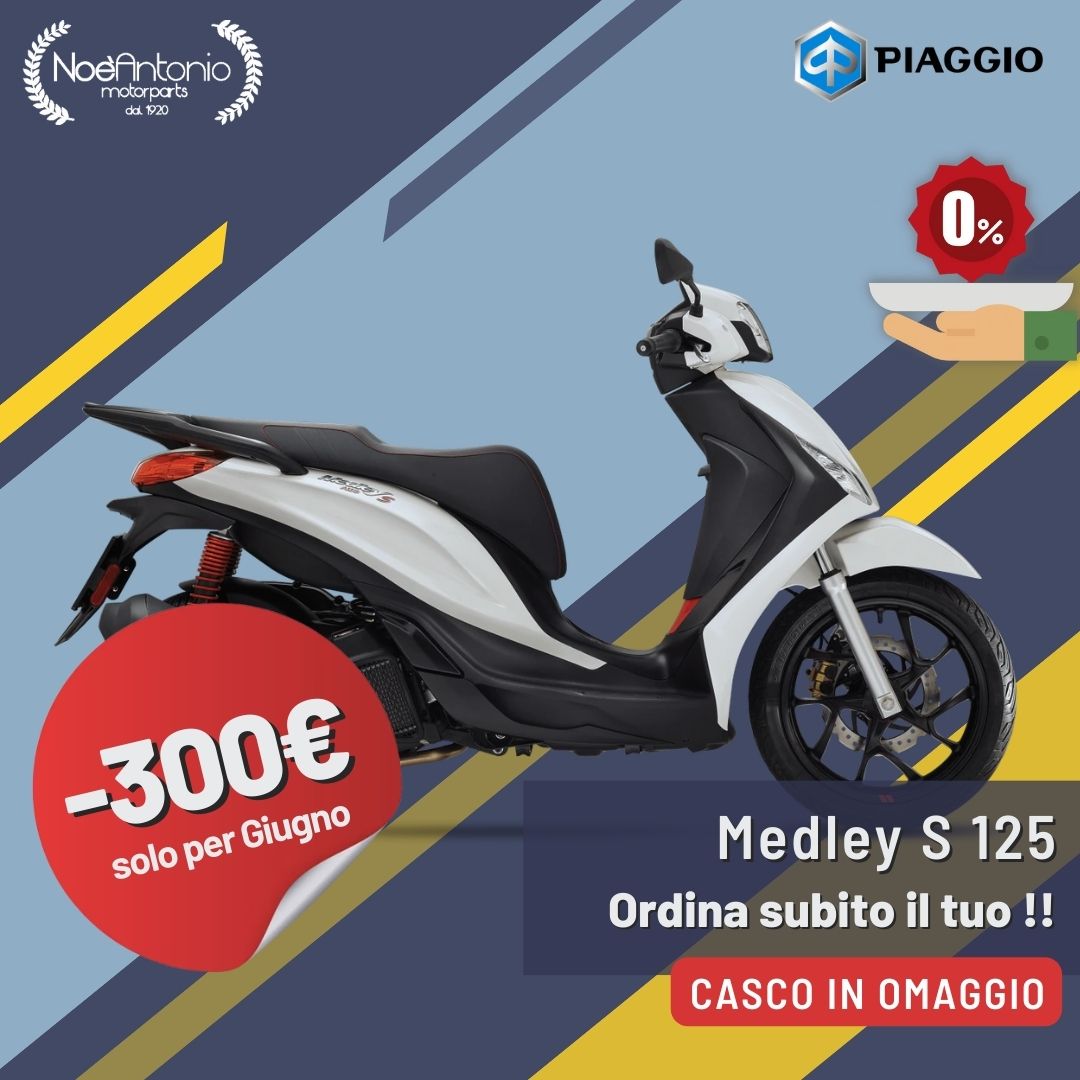 NoèAntonio
motorparts
dal 1920
PIAGGIO
0%
Medley S
-300€
solo per Giugno
Medley S 125
Ordina subito il tuo !!
CASCO IN OMAGGIO